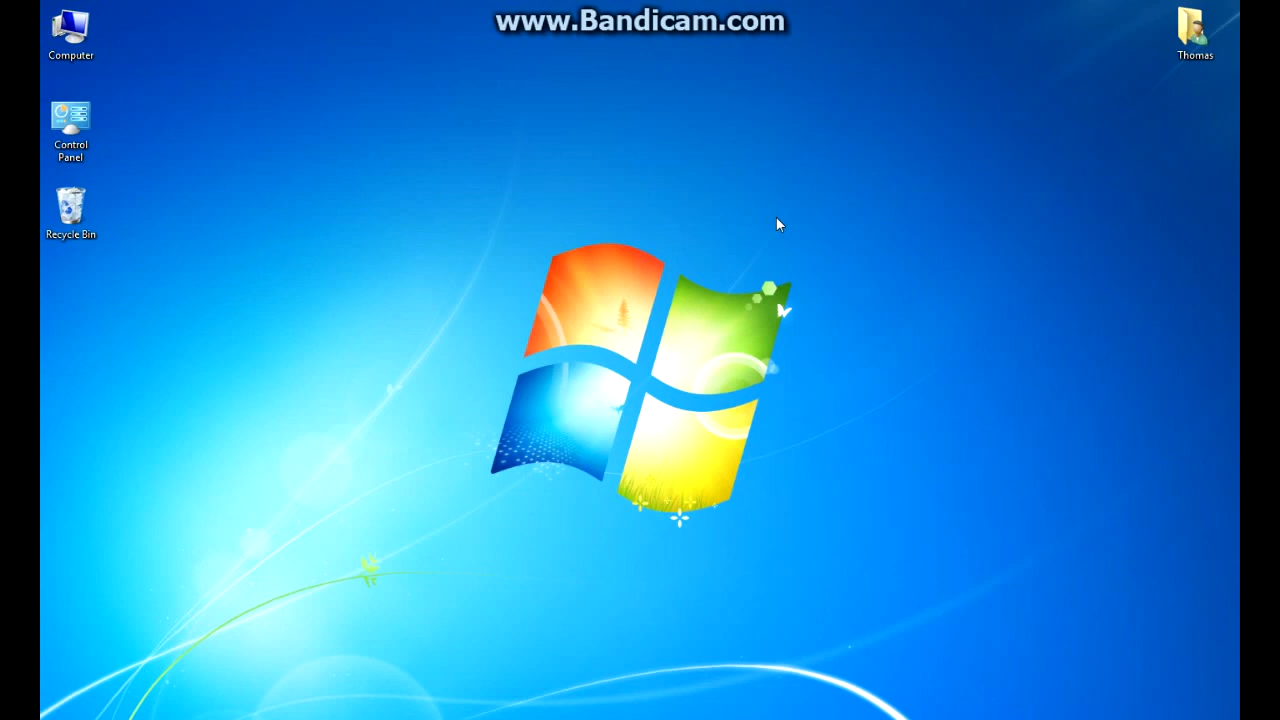 www.Bandicam.com
Computer
Thomas
Control
Panel
Recycle Bin